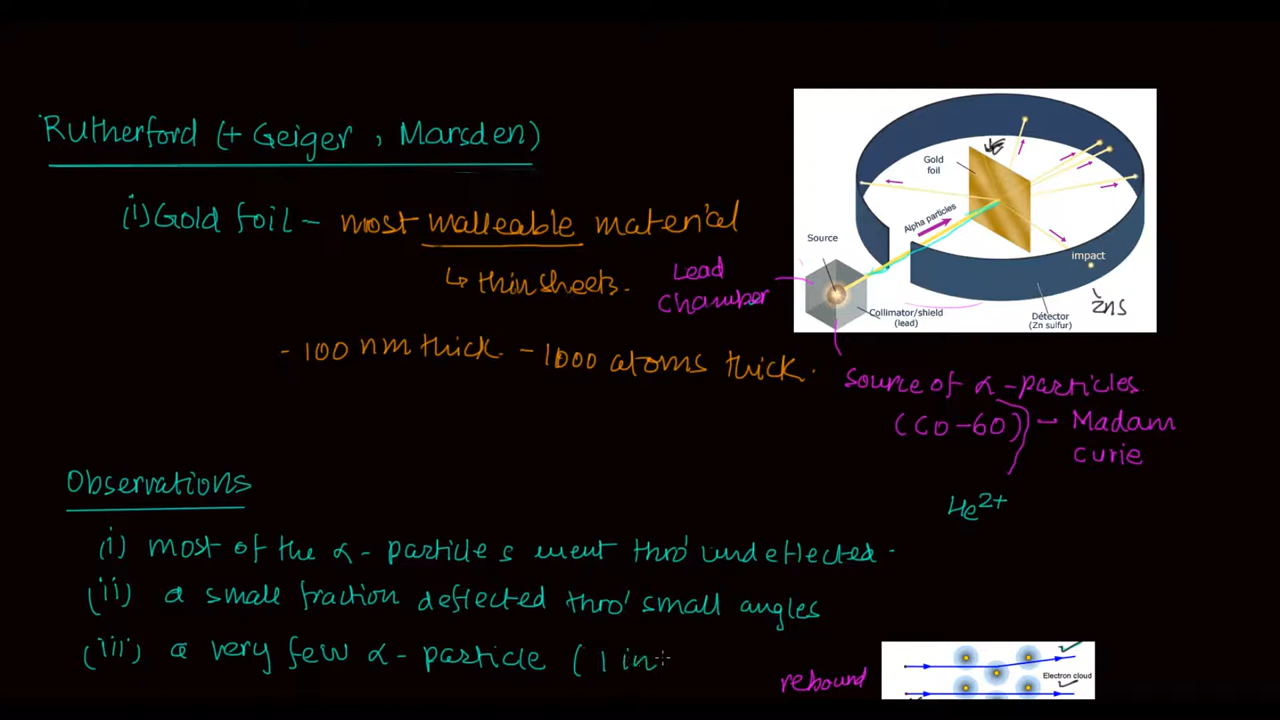 Rutherford (+ Geiger , Marsden)
(i) Gold foil – most malleable material
↳ thin sheets.
- 100 nm thick. - 1000 atoms thick.
Gold
foil
Alpha particles
Source
impact
ZnS
Collimator/shield
(lead)
Détector
(Zn sulfur)
Lead
chamber
Source of α-particles.
(CO-60) – Madam
curie
He2+
Observations
(i) most of the α- particles went thro' undeflected.
(ii) a small fraction deflected thro' small angles
(iii) a very few α- particle ( 1 in
rebound
Electron cloud